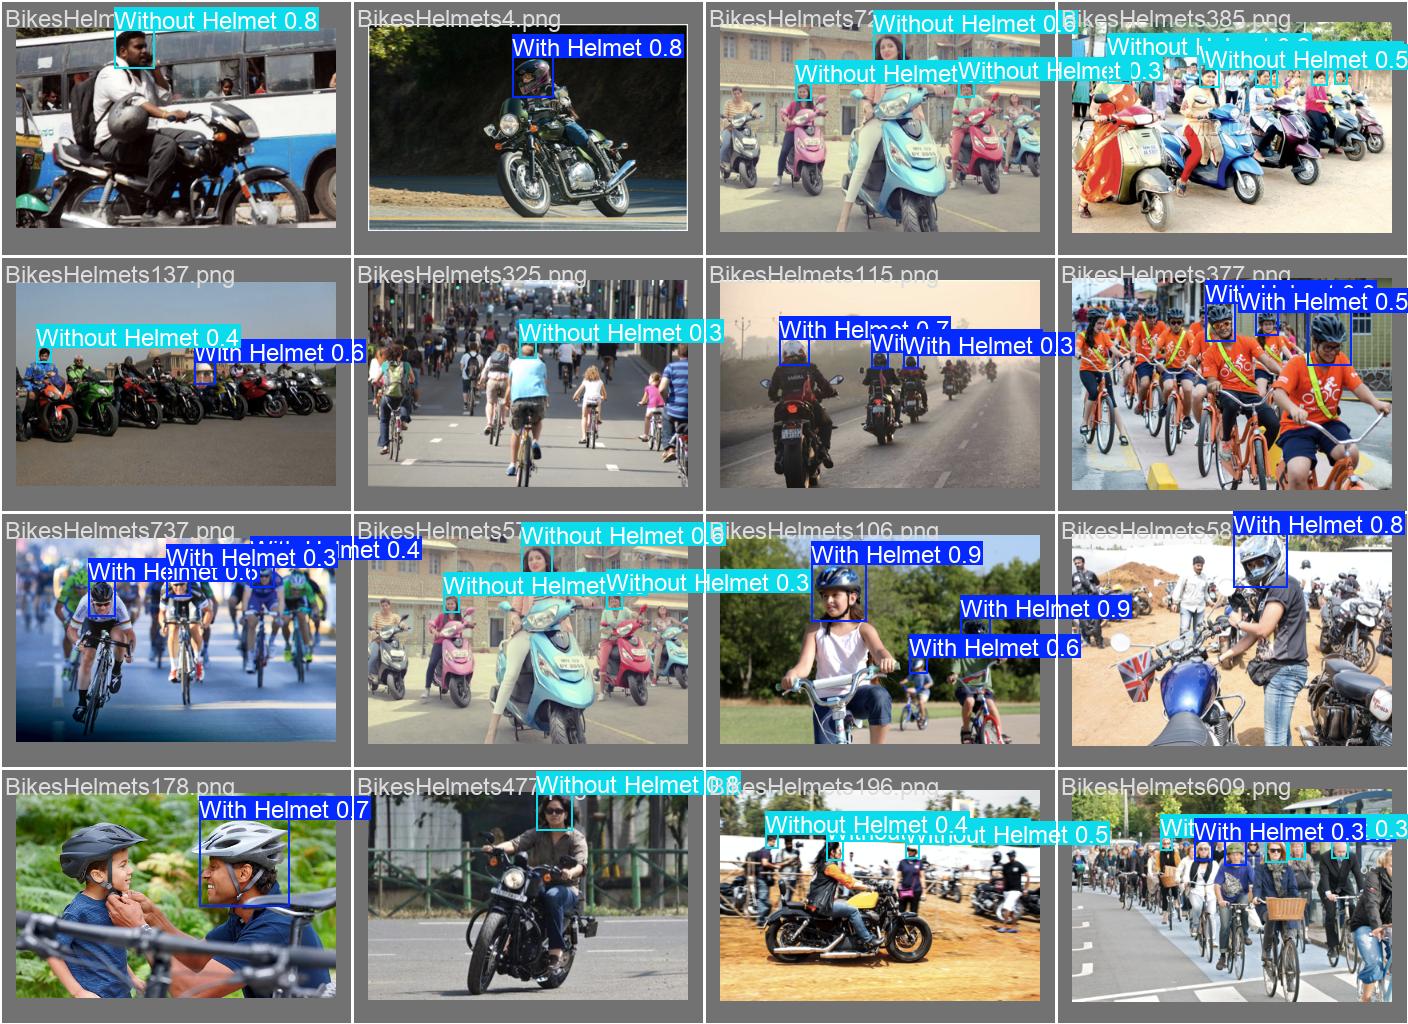 BikesHelm
Without Helmet 0.8
BikesHelmets4.png
With Helmet 0.8
BikesHelmets72
Without Helmet 0.6
Without Helmet
Without Helmet 0.3
BikesHelmets385.png
Without
Without Helmet 0.5
BikesHelmets137.png
Without Helmet 0.4
With Helmet 0.6
BikesHelmets325.png
Without Helmet 0.3
BikesHelmets115.png
With Helmet 0.7
Wit
With Helmet 0.3
BikesHelmets377.png
With Helmet 0.5
BikesHelmets737.png
With Helmet 0.4
With Helmet 0.3
With Helmet 0.6
BikesHelmets57
Without Helmet 0.6
Without Helmet
Without Helmet 0.3
BikesHelmets106.png
With Helmet 0.9
With Helmet 0.9
With Helmet 0.6
BikesHelmets58
With Helmet 0.8
BikesHelmets178.png
With Helmet 0.7
BikesHelmets477
Without Helmet 0.8
BikesHelmets196.png
Without Helmet 0.4
Without Helmet 0.5
BikesHelmets609.png
Wit
With Helmet 0.3
0.3